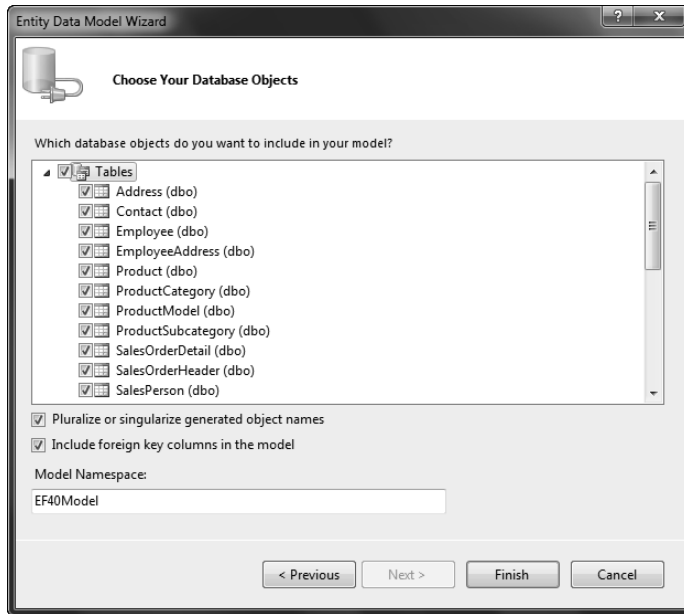 Entity Data Model Wizard
Choose Your Database Objects
Which database objects do you want to include in your model?
Tables
Address (dbo)
Contact (dbo)
Employee (dbo)
EmployeeAddress (dbo)
Product (dbo)
ProductCategory (dbo)
ProductModel (dbo)
ProductSubcategory (dbo)
SalesOrderDetail (dbo)
SalesOrderHeader (dbo)
SalesPerson (dbo)
Pluralize or singularize generated object names
Include foreign key columns in the model
Model Namespace:
EF40Model
< Previous Next > Finish Cancel